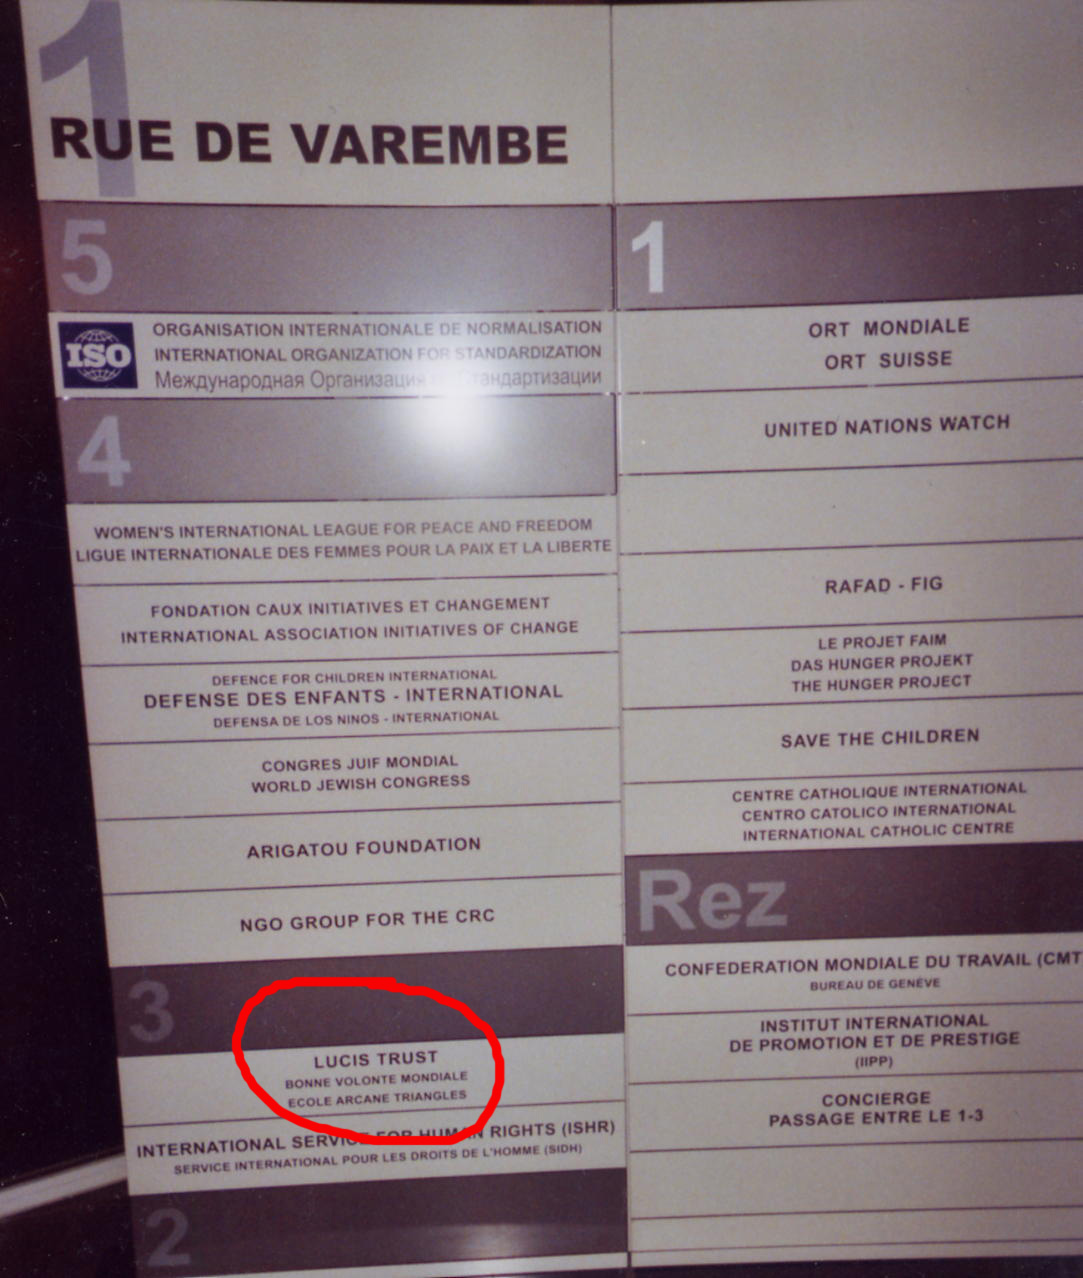 1
RUE DE VAREMBE
5
ISO
ORGANISATION INTERNATIONALE DE NORMALISATION
INTERNATIONAL ORGANIZATION FOR STANDARDIZATION
Международная Организация по Стандартизации
4
WOMEN'S INTERNATIONAL LEAGUE FOR PEACE AND FREEDOM
LIGUE INTERNATIONALE DES FEMMES POUR LA PAIX ET LA LIBERTE
FONDATION CAUX INITIATIVES ET CHANGEMENT
INTERNATIONAL ASSOCIATION INITIATIVES OF CHANGE
DEFENCE FOR CHILDREN INTERNATIONAL
DEFENSE DES ENFANTS - INTERNATIONAL
DEFENSA DE LOS NINOS - INTERNATIONAL
CONGRES JUIF MONDIAL
WORLD JEWISH CONGRESS
ARIGATOU FOUNDATION
NGO GROUP FOR THE CRC
3
LUCIS TRUST
BONNE VOLONTE MONDIALE
ECOLE ARCANE TRIANGLES
INTERNATIONAL SERVICE FOR HUMAN RIGHTS (ISHR)
SERVICE INTERNATIONAL POUR LES DROITS DE L'HOMME (SIDH)
2
1
ORT MONDIALE
ORT SUISSE
UNITED NATIONS WATCH
RAFAD - FIG
LE PROJET FAIM
DAS HUNGER PROJEKT
THE HUNGER PROJECT
SAVE THE CHILDREN
CENTRE CATHOLIQUE INTERNATIONAL
CENTRO CATOLICO INTERNATIONAL
INTERNATIONAL CATHOLIC CENTRE
Rez
CONFEDERATION MONDIALE DU TRAVAIL (CMT
BUREAU DE GENÈVE
INSTITUT INTERNATIONAL
DE PROMOTION ET DE PRESTIGE
(IIPP)
CONCIERGE
PASSAGE ENTRE LE 1-3